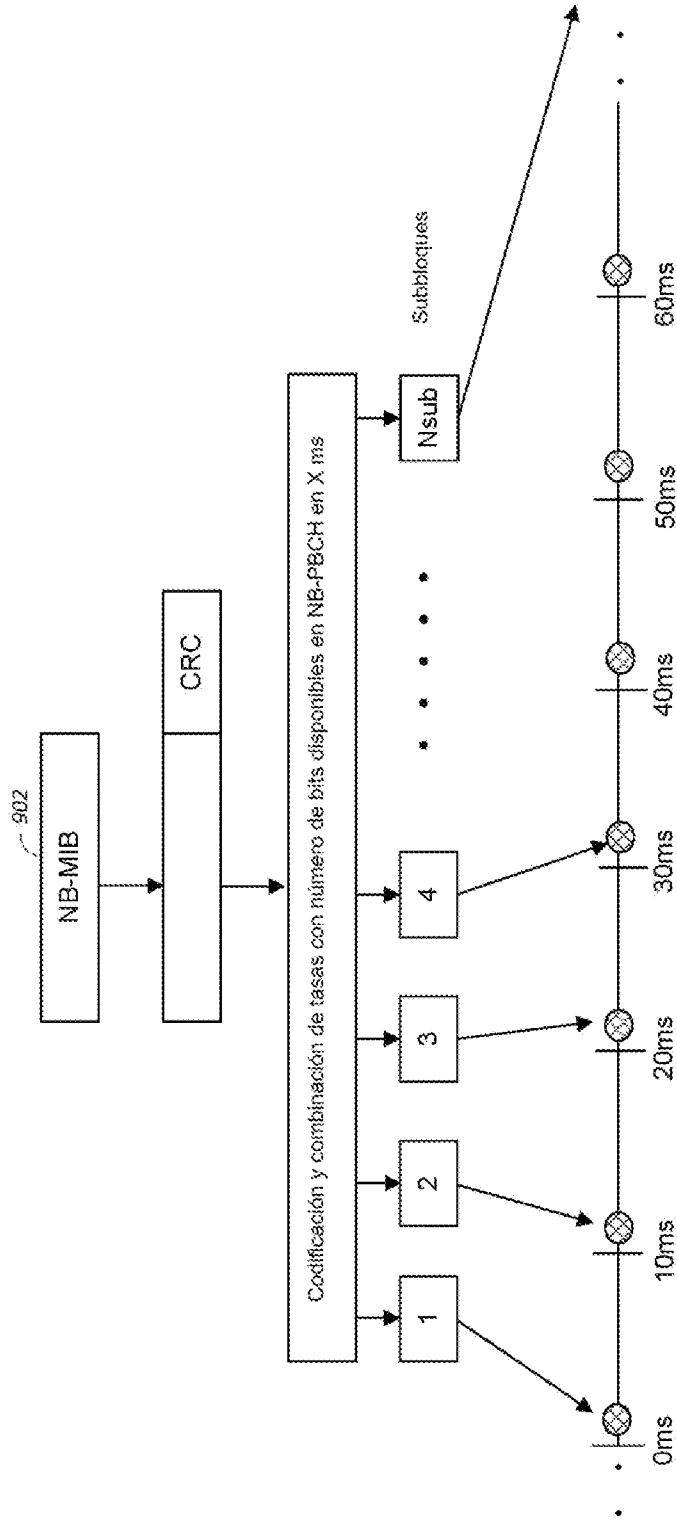 902
NB-MIB
CRC
Codificación y combinación de tasas con número de bits disponibles en NB-PBCH en X ms
1
2
3
4
Nsub
Subbloques
0ms
10ms
20ms
30ms
40ms
50ms
60ms